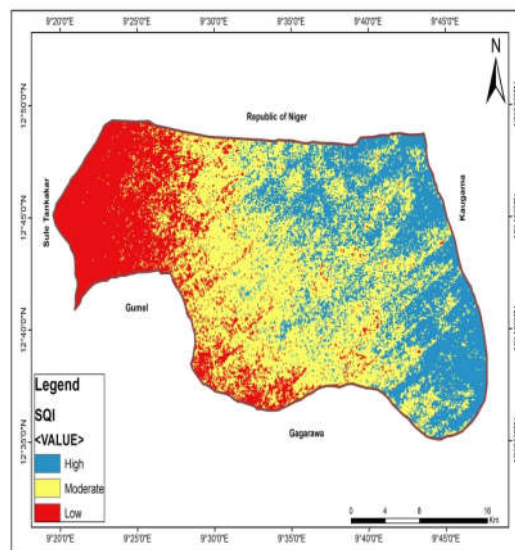 9°20'0"E 9°25'0"E 9°30'0"E 9°35'0"E 9°40'0"E 9°45'0"E
N
12°50'0"N
Republic of Niger
Sule Tankakar
12°45'0"N
Kaugama
Gumel
12°40'0"N
Legend
SQI
<VALUE>
High
Moderate
Low
Gagarawa
12°35'0"N
0 4 8 16
Km
9°20'0"E 9°25'0"E 9°30'0"E 9°35'0"E 9°40'0"E 9°45'0"E